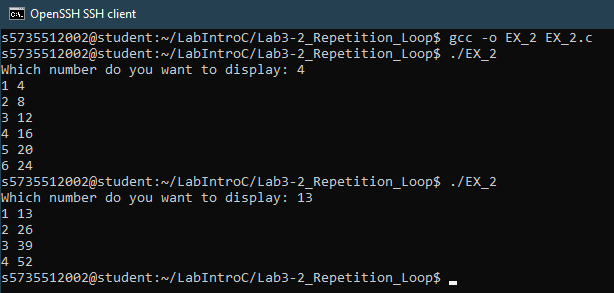 OpenSSH SSH client
s5735512002@student:~/LabIntroC/Lab3-2_Repetition_Loop$ gcc -o EX_2 EX_2.c
s5735512002@student:~/LabIntroC/Lab3-2_Repetition_Loop$ ./EX_2
Which number do you want to display: 4
1 4
2 8
3 12
4 16
5 20
6 24
s5735512002@student:~/LabIntroC/Lab3-2_Repetition_Loop$ ./EX_2
Which number do you want to display: 13
1 13
2 26
3 39
4 52
s5735512002@student:~/LabIntroC/Lab3-2_Repetition_Loop$